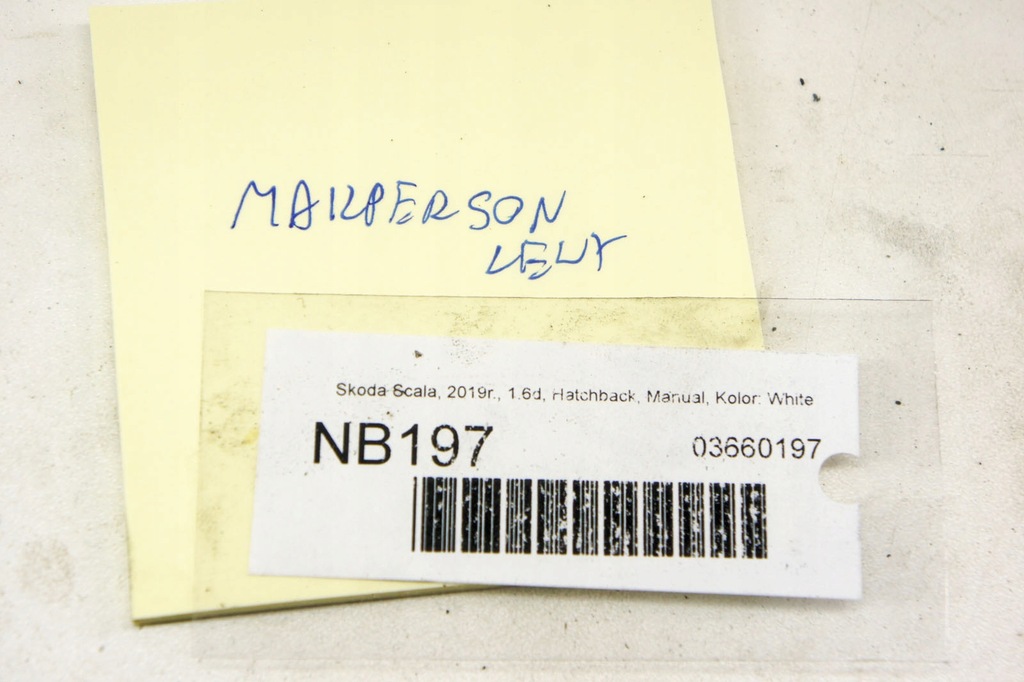 MAKPERSON
LEWY
Skoda Scala, 2019r., 1.6d, Hatchback, Manual, Kolor: White
NB197 03660197